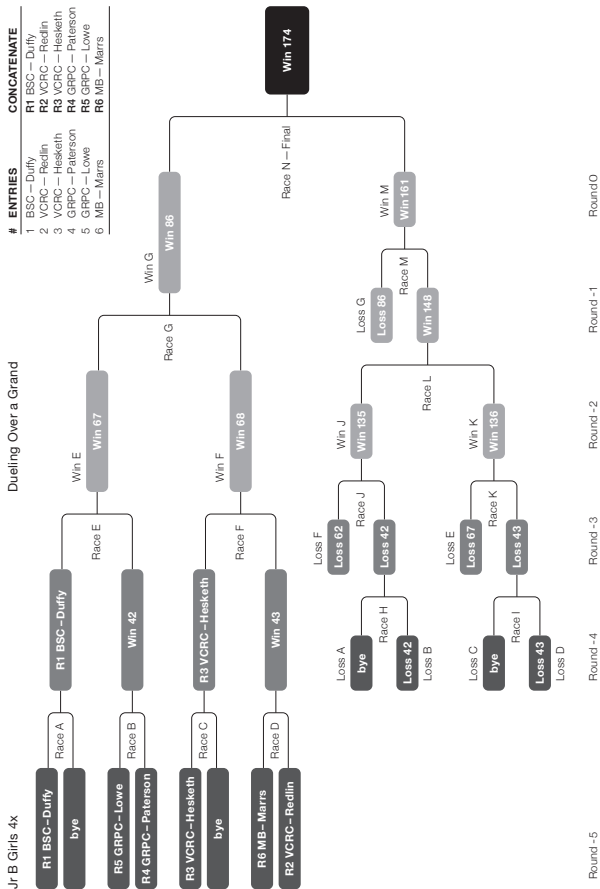 Jr B Girls 4x
Dueling Over a Grand
# ENTRIES CONCATENATE
1 BSC – Duffy R1 BSC – Duffy
2 VCRC – Redlin R2 VCRC – Redlin
3 VCRC – Hesketh R3 VCRC – Hesketh
4 GRPC – Paterson R4 GRPC – Paterson
5 GRPC – Lowe R5 GRPC – Lowe
6 MB – Marrs R6 MB – Marrs
R1 BSC – Duffy
Race A
bye
R5 GRPC – Lowe
Race B
R4 GRPC – Paterson
R3 VCRC – Hesketh
Race C
bye
R6 MB – Marrs
Race D
R2 VCRC – Redlin
R1 BSC – Duffy
Race E
Win 42
R3 VCRC – Hesketh
Race F
Win 43
Win E
Win 67
Race G
Win F
Win 68
Win G
Win 86
Race N – Final
Win 174
Loss A
bye
Race H
Loss 42
Loss B
Loss C
bye
Race I
Loss 43
Loss D
Loss F
Loss 62
Race J
Loss 42
Loss E
Loss 67
Race K
Loss 43
Win J
Win 135
Race L
Win K
Win 136
Loss G
Loss 86
Race M
Win 148
Win M
Win 161
Round -5
Round -4
Round -3
Round -2
Round -1
Round 0